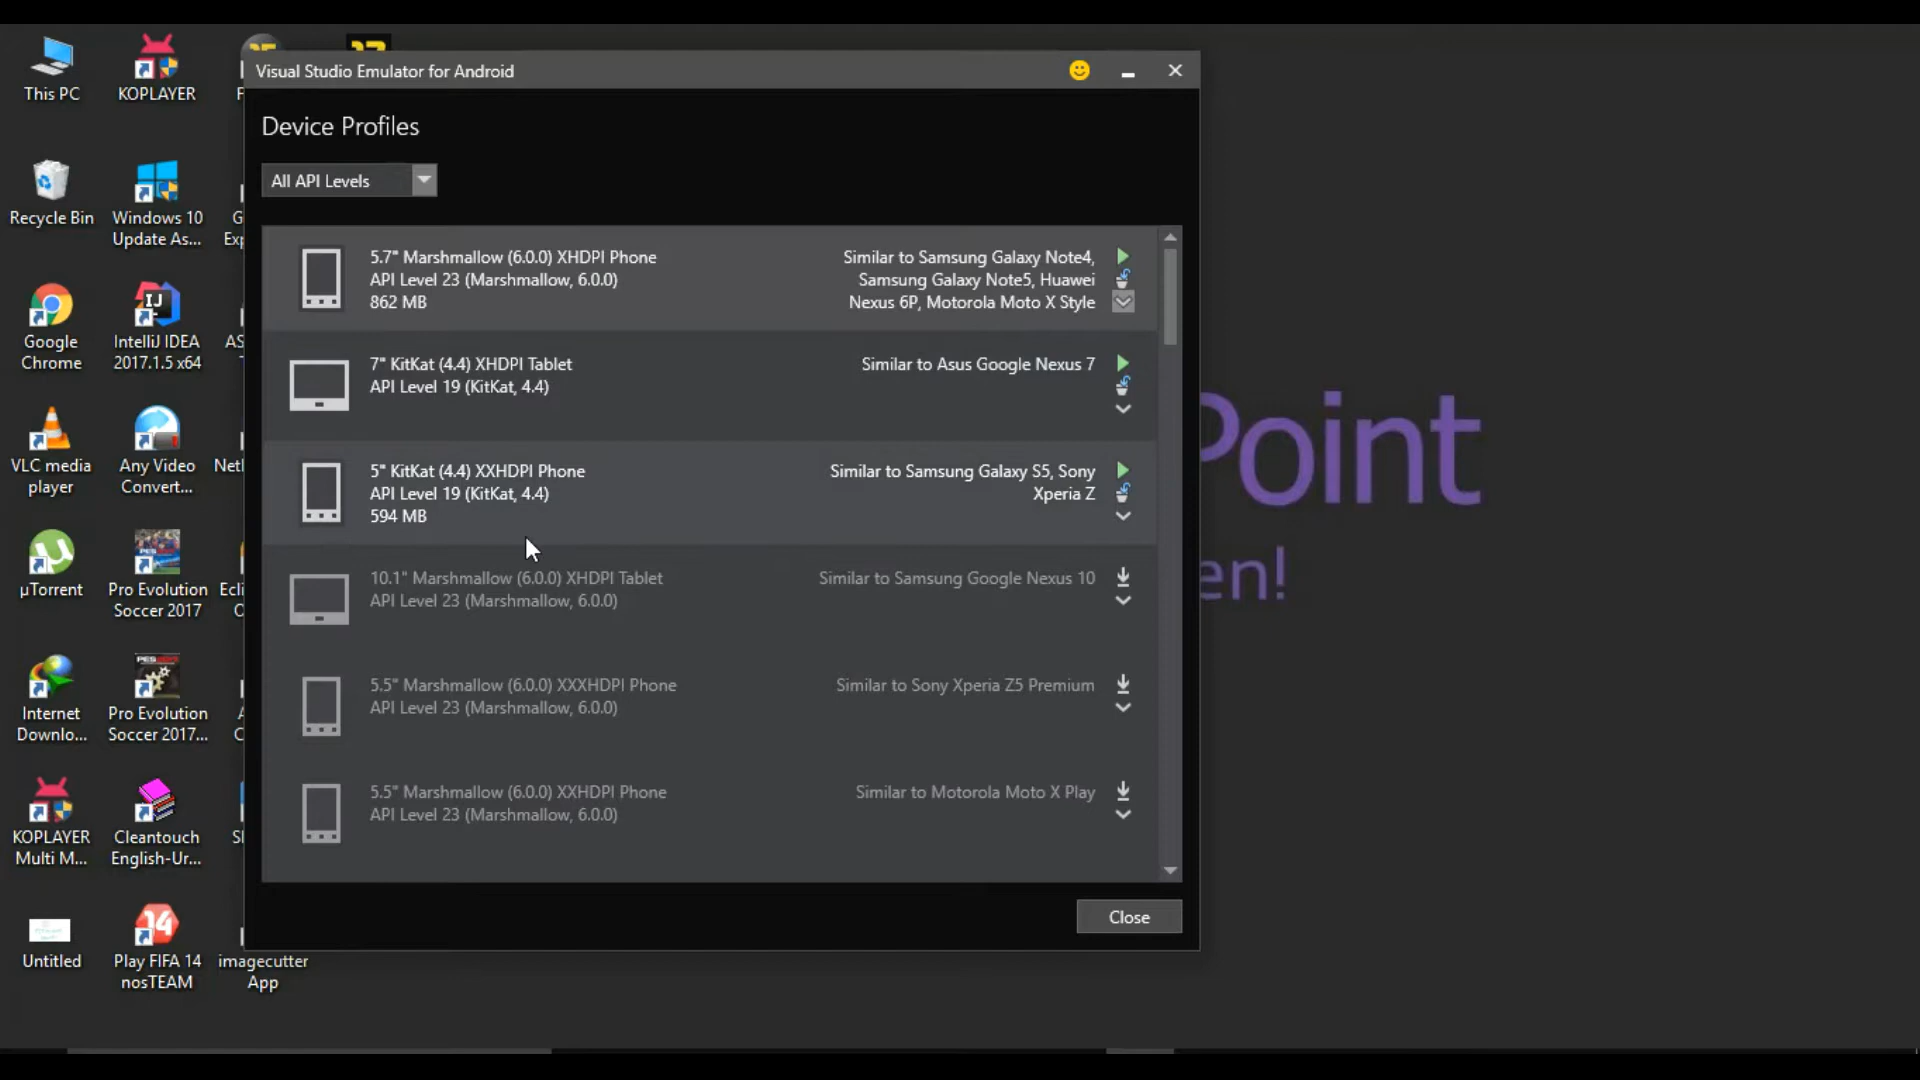 Visual Studio Emulator for Android
Device Profiles
All API Levels
5.7" Marshmallow (6.0.0) XHDPI Phone
API Level 23 (Marshmallow, 6.0.0)
862 MB
Similar to Samsung Galaxy Note4,
Samsung Galaxy Note5, Huawei
Nexus 6P, Motorola Moto X Style
7" KitKat (4.4) XHDPI Tablet
API Level 19 (KitKat, 4.4)
Similar to Asus Google Nexus 7
5" KitKat (4.4) XXHDPI Phone
API Level 19 (KitKat, 4.4)
594 MB
Similar to Samsung Galaxy S5, Sony
Xperia Z
10.1" Marshmallow (6.0.0) XHDPI Tablet
API Level 23 (Marshmallow, 6.0.0)
Similar to Samsung Google Nexus 10
5.5" Marshmallow (6.0.0) XXXHDPI Phone
API Level 23 (Marshmallow, 6.0.0)
Similar to Sony Xperia Z5 Premium
5.5" Marshmallow (6.0.0) XXHDPI Phone
API Level 23 (Marshmallow, 6.0.0)
Similar to Motorola Moto X Play
Close
This PC
KOPLAYER
Recycle Bin
Windows 10
Update As...
Google
Chrome
IntelliJ IDEA
2017.1.5 x64
VLC media
player
Any Video
Convert...
µTorrent
Pro Evolution
Soccer 2017
Internet
Downlo...
Pro Evolution
Soccer 2017...
KOPLAYER
Multi M...
Cleantouch
English-Ur...
Untitled
Play FIFA 14
nosTEAM
imagecutter
App
Point
en!